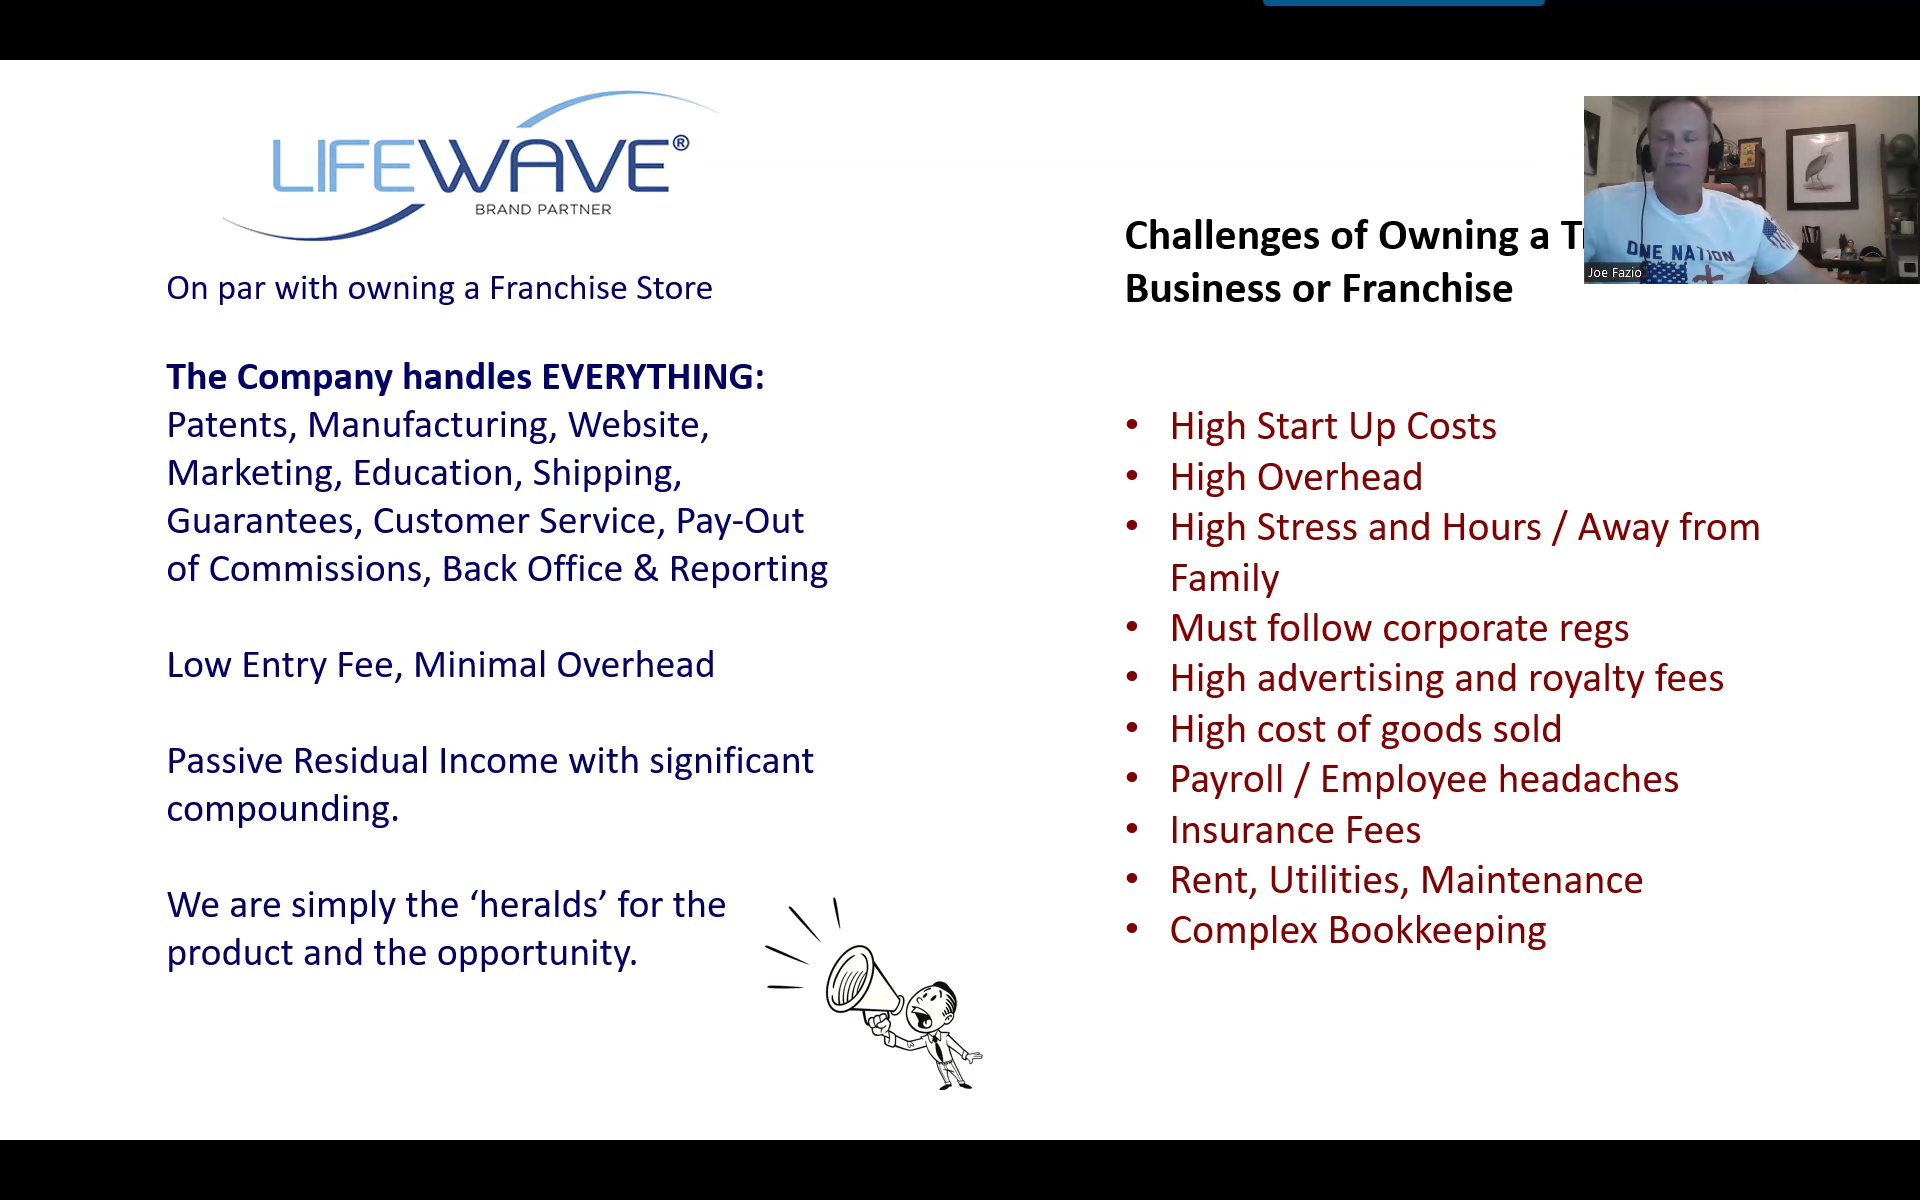 LIFEWAVE®
BRAND PARTNER
On par with owning a Franchise Store
The Company handles EVERYTHING:
Patents, Manufacturing, Website,
Marketing, Education, Shipping,
Guarantees, Customer Service, Pay-Out
of Commissions, Back Office & Reporting
Low Entry Fee, Minimal Overhead
Passive Residual Income with significant
compounding.
We are simply the ‘heralds’ for the
product and the opportunity.
Challenges of Owning a
Business or Franchise
• High Start Up Costs
• High Overhead
• High Stress and Hours / Away from
Family
• Must follow corporate regs
• High advertising and royalty fees
• High cost of goods sold
• Payroll / Employee headaches
• Insurance Fees
• Rent, Utilities, Maintenance
• Complex Bookkeeping
ONE NATION
Joe Fazio